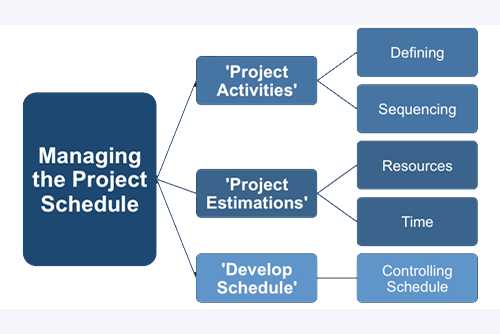 Managing
the Project
Schedule
'Project
Activities'
Defining
Sequencing
'Project
Estimations'
Resources
Time
'Develop
Schedule'
Controlling
Schedule